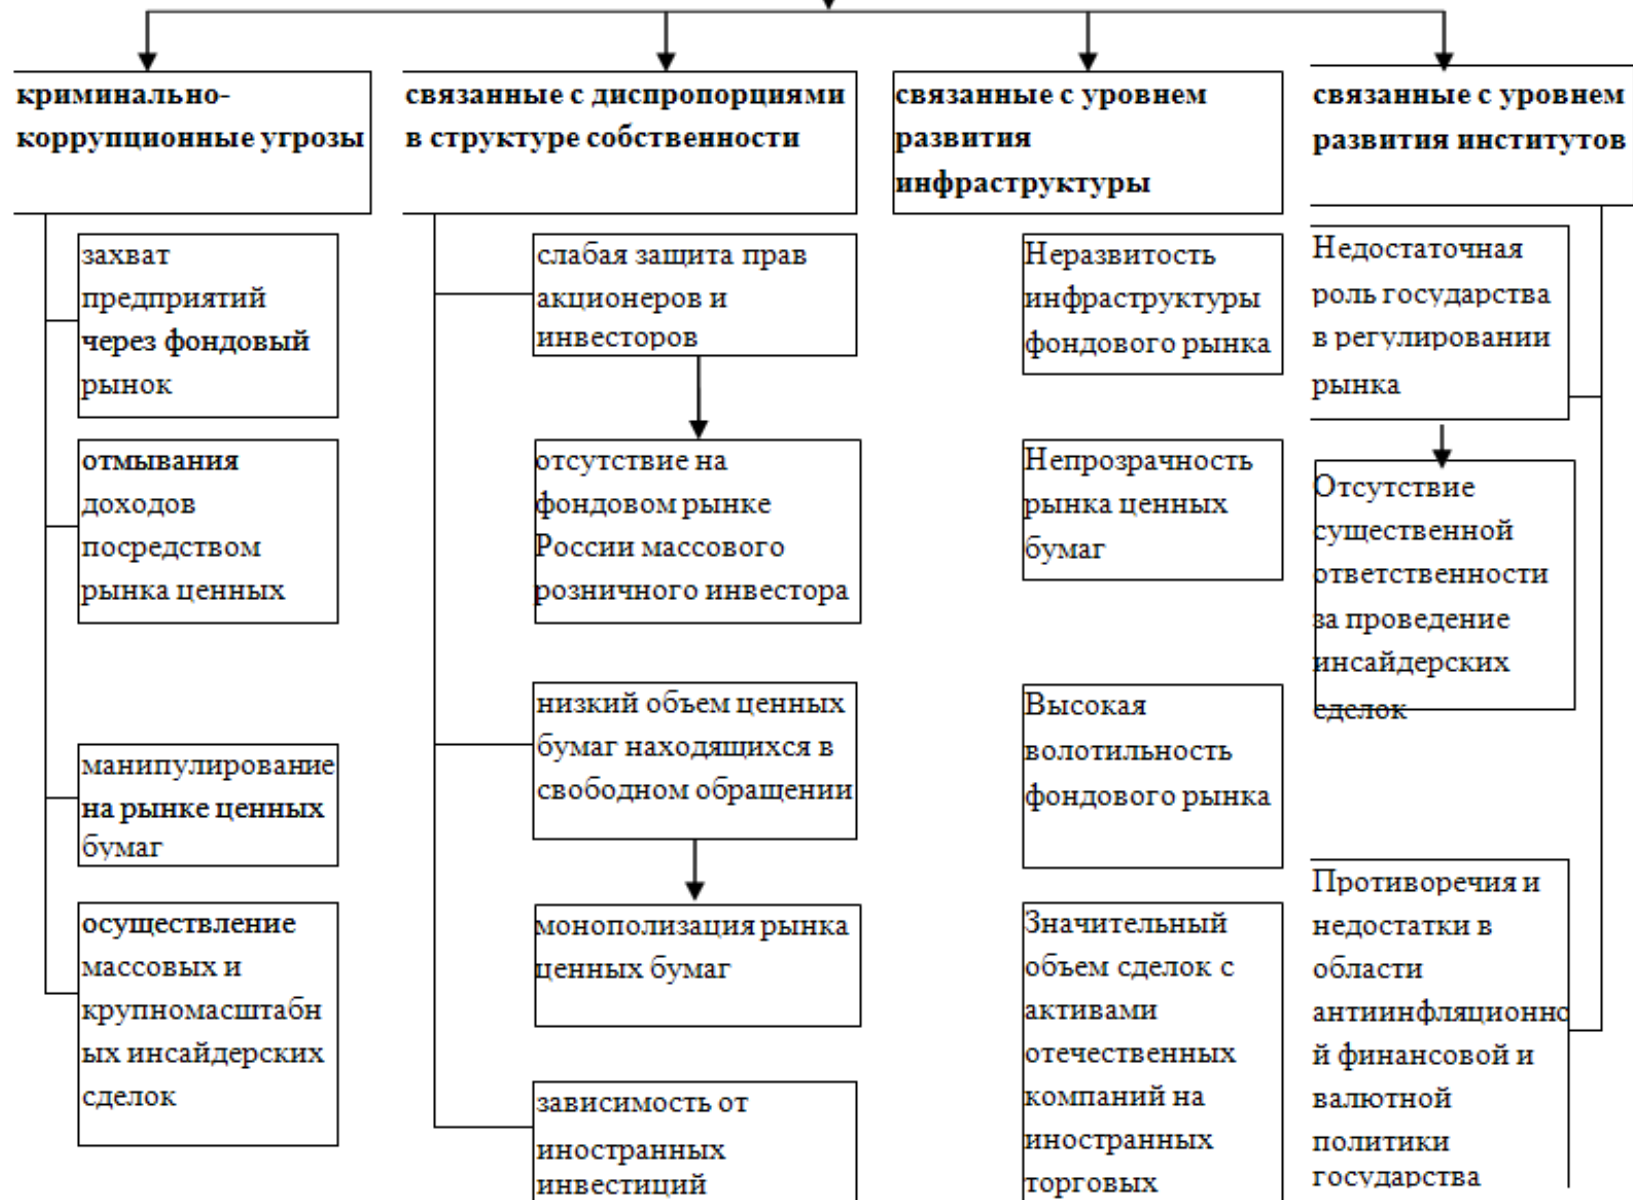 криминально-
коррупционные угрозы
захват
предприятий
через фондовый
рынок
отмывания
доходов
посредством
рынка ценных
манипулирование
на рынке ценных
бумаг
осуществление
массовых и
крупномасштабн
ых инсайдерских
сделок
связанные с диспропорциями
в структуре собственности
слабая защита прав
акционеров и
инвесторов
отсутствие на
фондовом рынке
России массового
розничного инвестора
низкий объем ценных
бумаг находящихся в
свободном обращении
монополизация рынка
ценных бумаг
зависимость от
иностранных
инвестиций
связанные с уровнем
развития
инфраструктуры
Неразвитость
инфраструктуры
фондового рынка
Непрозрачность
рынка ценных
бумаг
Высокая
волотильность
фондового рынка
Значительный
объем сделок с
активами
отечественных
компаний на
иностранных
торговых
связанные с уровнем
развития институтов
Недостаточная
роль государства
в регулировании
рынка
Отсутствие
существенной
ответственности
за проведение
инсайдерских
сделок
Противоречия и
недостатки в
области
антиинфляционно
й финансовой и
валютной
политики
государства